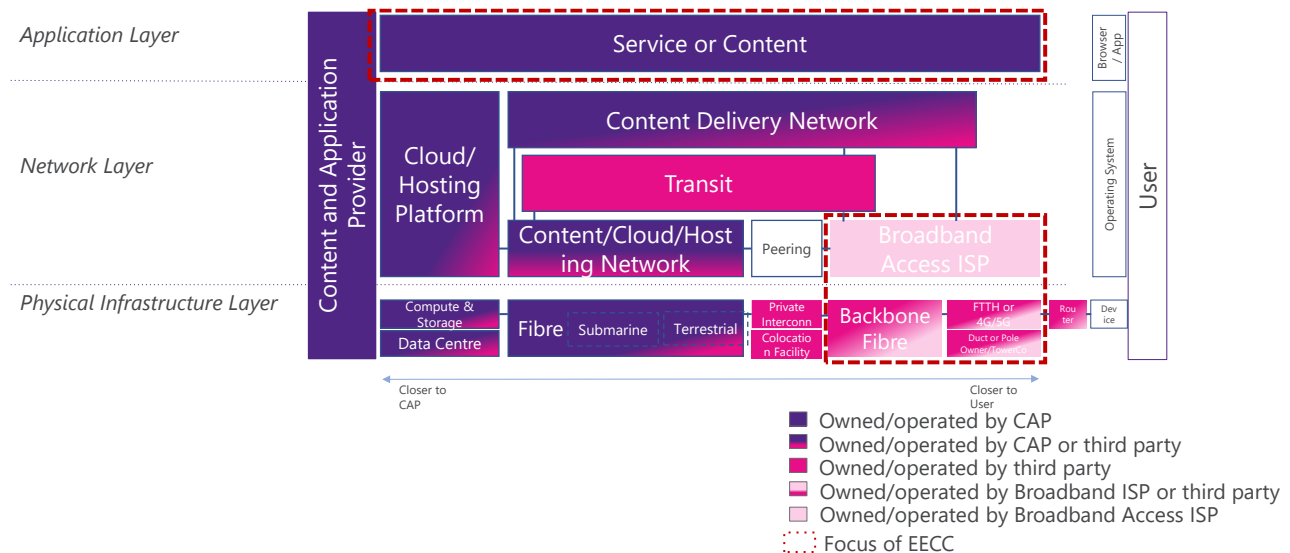 Application Layer
Service or Content
Browser
/ App
Content and Application
Provider
User
Network Layer
Cloud/
Hosting
Platform
Content Delivery Network
Transit
Content/Cloud/Host
ing Network
Peering
Broadband
Access ISP
Operating System
Physical Infrastructure Layer
Compute &
Storage
Data Centre
Fibre
Submarine
Terrestrial
Private
Interconn
Colocatio
n Facility
Backbone
Fibre
FTTH or
4G/5G
Duct or Pole
Owner/TowerCo
Rou
ter
Dev
ice
Closer to
CAP
Closer to
User
Owned/operated by CAP
Owned/operated by CAP or third party
Owned/operated by third party
Owned/operated by Broadband ISP or third party
Owned/operated by Broadband Access ISP
Focus of EECC